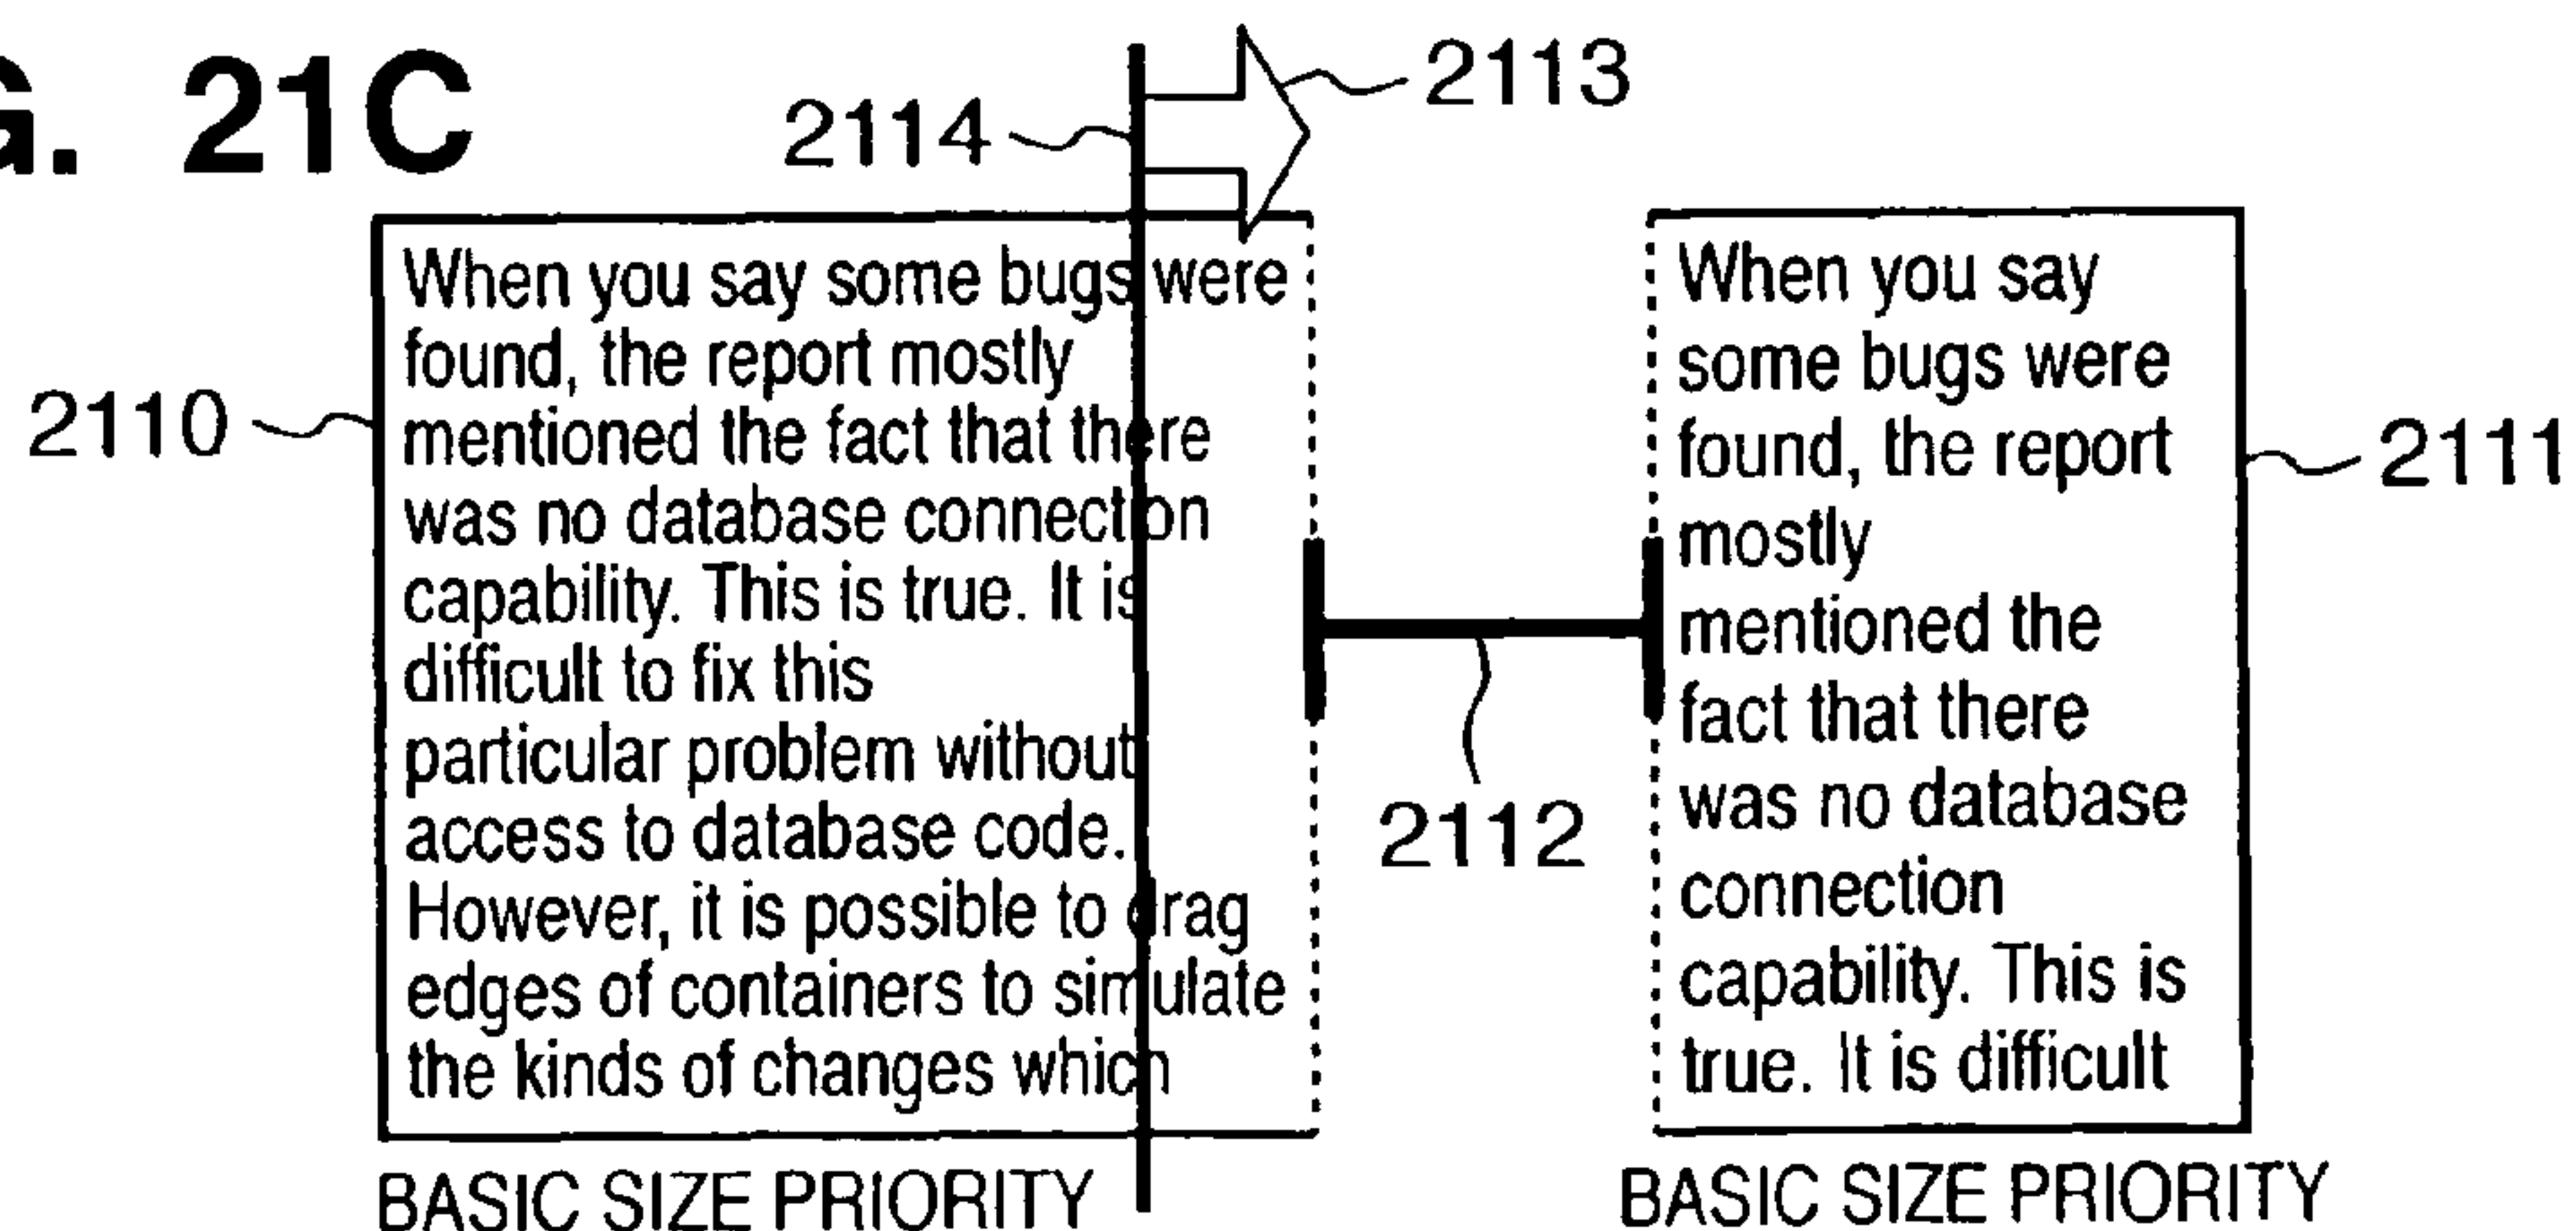 G. 21C
2113
2114
When you say some bugs were
found, the report mostly
mentioned the fact that there
was no database connection
capability. This is true. It is
difficult to fix this
particular problem without
access to database code.
However, it is possible to drag
edges of containers to simulate
the kinds of changes which
2110
BASIC SIZE PRIORITY
2112
When you say
some bugs were
found, the report
mostly
mentioned the
fact that there
was no database
connection
capability. This is
true. It is difficult
2111
BASIC SIZE PRIORITY